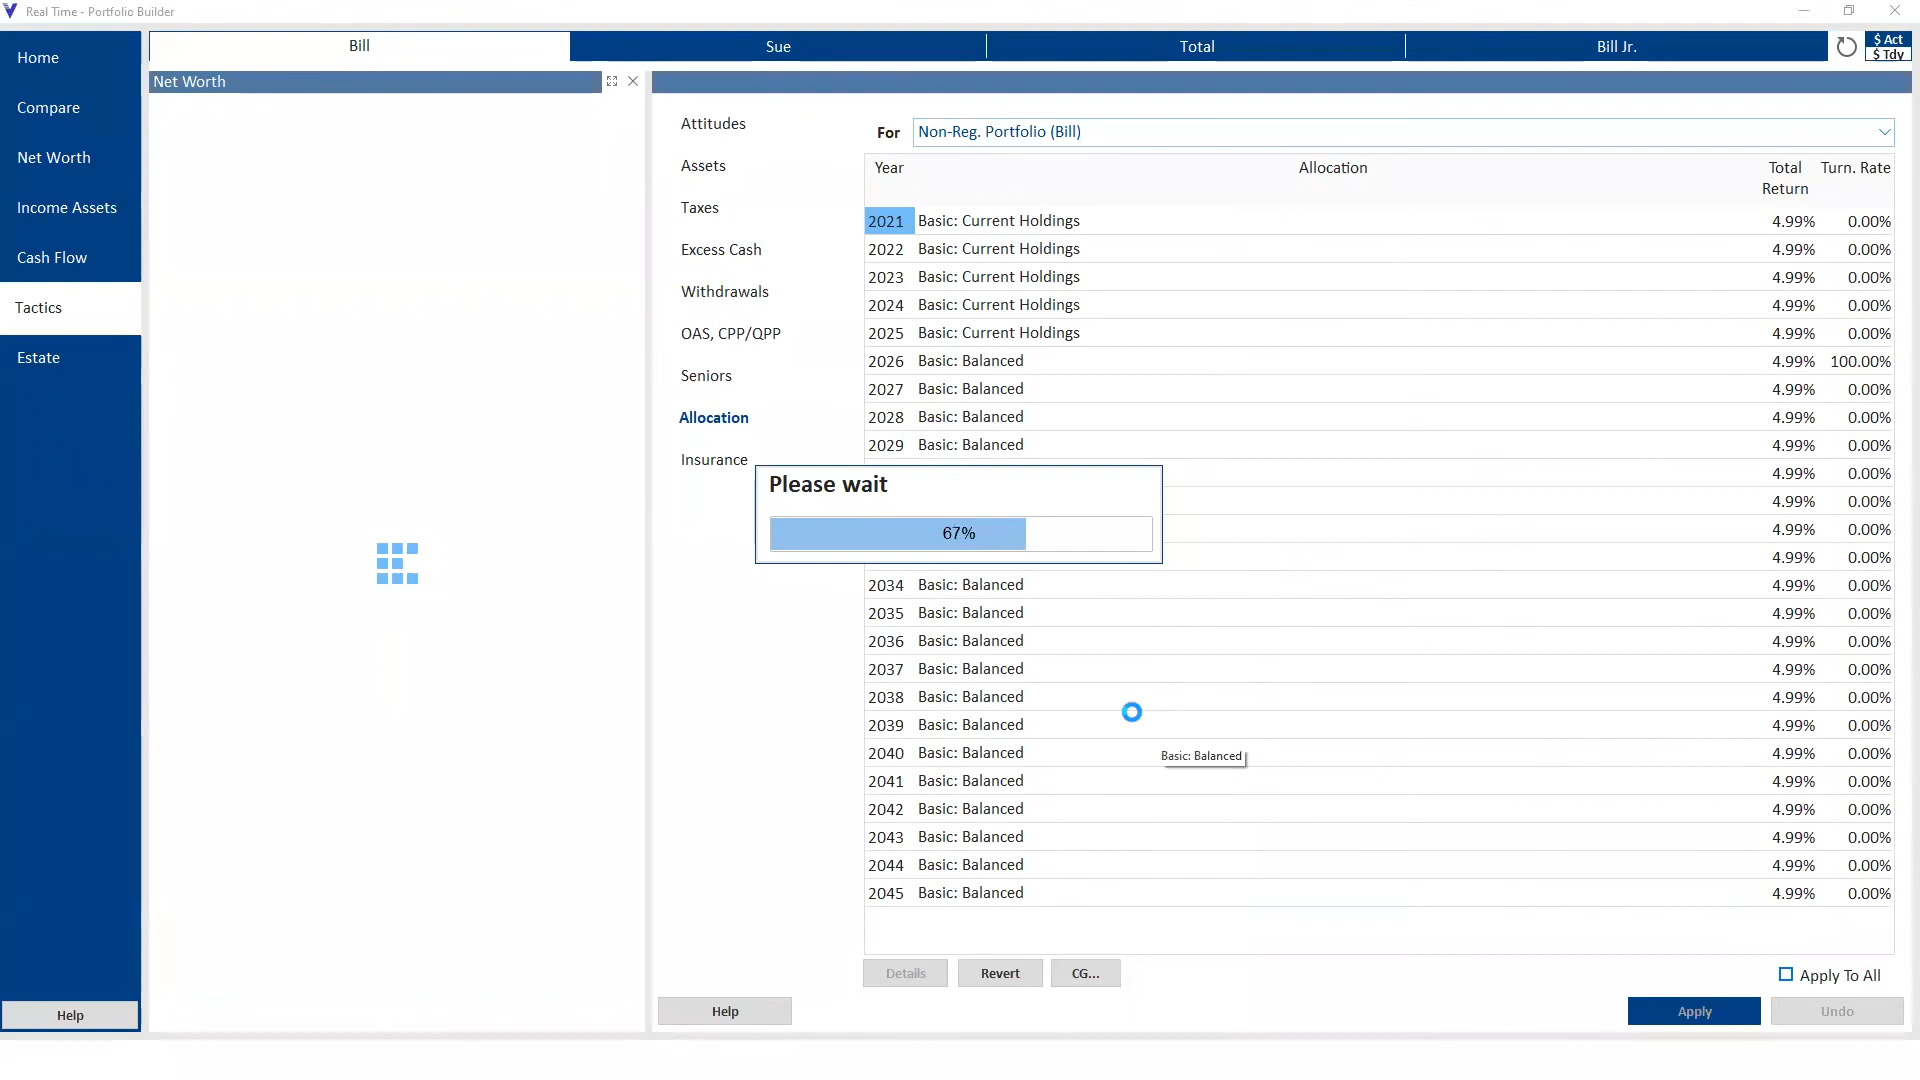 Real Time - Portfolio Builder
Bill
Sue
Total
Bill Jr.
$ Act
$ Tdy
Home
Compare
Net Worth
Income Assets
Cash Flow
Tactics
Estate
Help
Net Worth
Attitudes
Assets
Taxes
Excess Cash
Withdrawals
OAS, CPP/QPP
Seniors
Allocation
Insurance
For Non-Reg. Portfolio (Bill)
Year Allocation Total Return Turn. Rate
2021 Basic: Current Holdings 4.99% 0.00%
2022 Basic: Current Holdings 4.99% 0.00%
2023 Basic: Current Holdings 4.99% 0.00%
2024 Basic: Current Holdings 4.99% 0.00%
2025 Basic: Current Holdings 4.99% 0.00%
2026 Basic: Balanced 4.99% 100.00%
2027 Basic: Balanced 4.99% 0.00%
2028 Basic: Balanced 4.99% 0.00%
2029 Basic: Balanced 4.99% 0.00%
4.99% 0.00%
4.99% 0.00%
4.99% 0.00%
4.99% 0.00%
Please wait
67%
2034 Basic: Balanced 4.99% 0.00%
2035 Basic: Balanced 4.99% 0.00%
2036 Basic: Balanced 4.99% 0.00%
2037 Basic: Balanced 4.99% 0.00%
2038 Basic: Balanced 4.99% 0.00%
2039 Basic: Balanced 4.99% 0.00%
2040 Basic: Balanced 4.99% 0.00%
Basic: Balanced
2041 Basic: Balanced 4.99% 0.00%
2042 Basic: Balanced 4.99% 0.00%
2043 Basic: Balanced 4.99% 0.00%
2044 Basic: Balanced 4.99% 0.00%
2045 Basic: Balanced 4.99% 0.00%
Details
Revert
CG...
Apply To All
Help
Apply
Undo